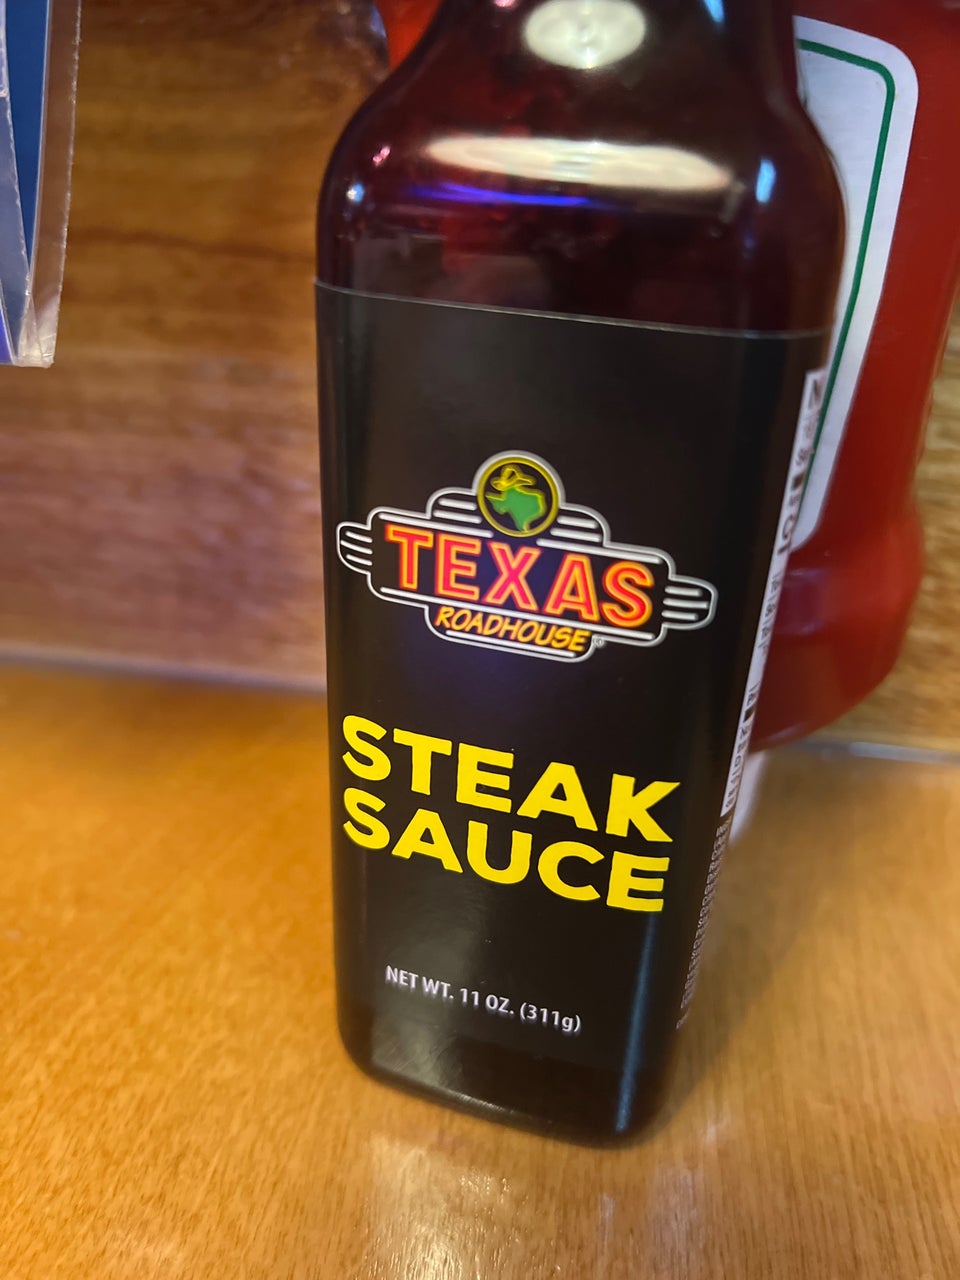 TEXAS
ROADHOUSE
STEAK
SAUCE
NET WT. 11 OZ. (311g)